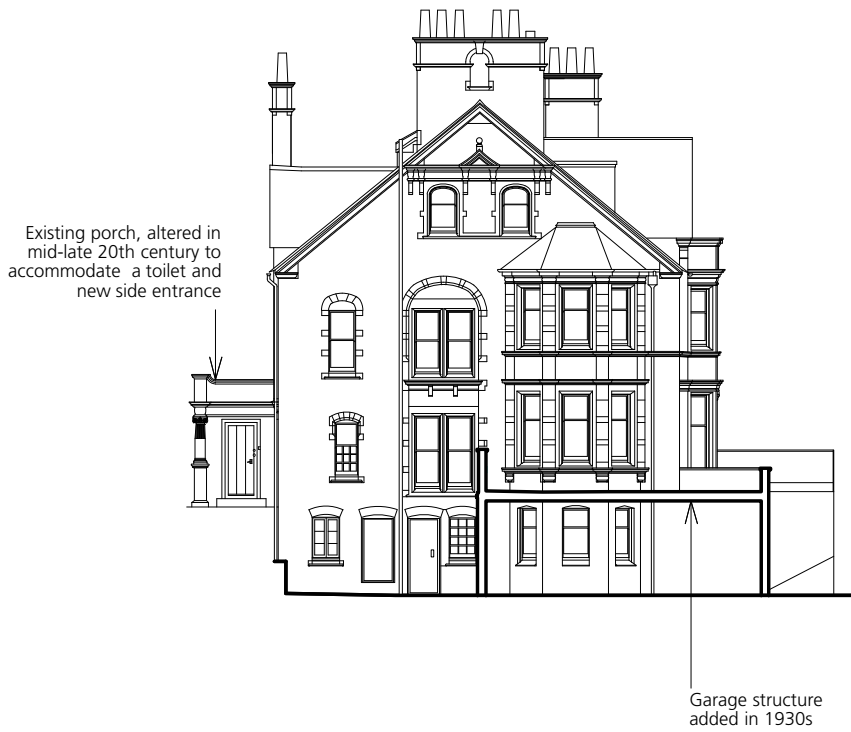 Existing porch, altered in
mid-late 20th century to
accommodate a toilet and
new side entrance
Garage structure
added in 1930s